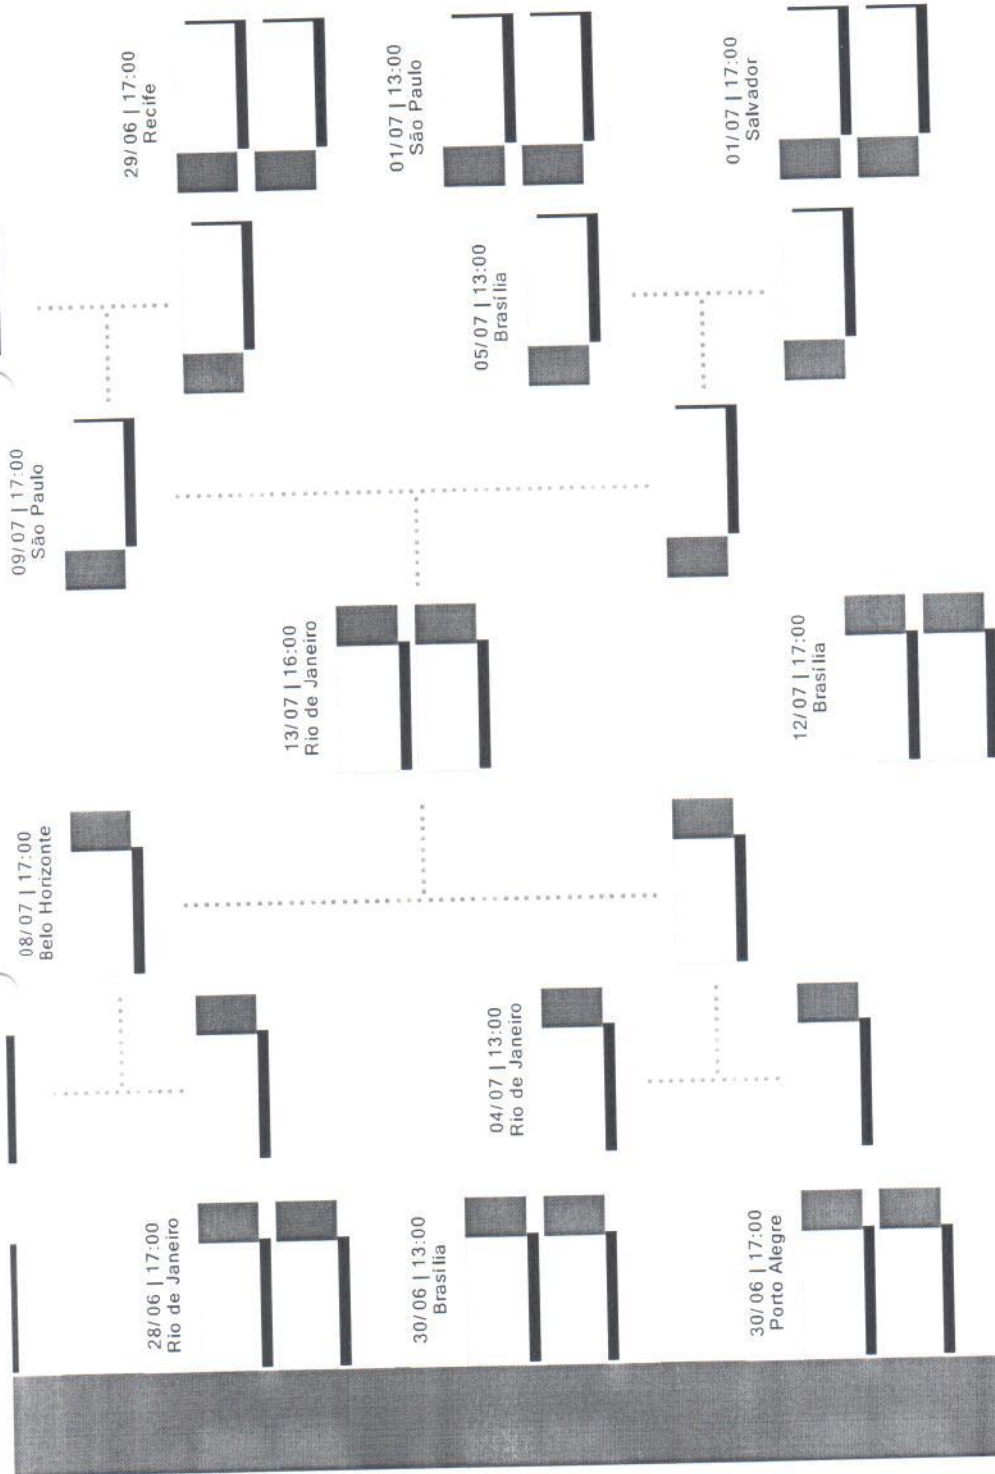 28/06 | 17:00
Rio de Janeiro
30/06 | 13:00
Brasília
30/06 | 17:00
Porto Alegre
04/07 | 13:00
Rio de Janeiro
08/07 | 17:00
Belo Horizonte
13/07 | 16:00
Rio de Janeiro
12/07 | 17:00
Brasília
09/07 | 17:00
São Paulo
05/07 | 13:00
Brasília
29/06 | 17:00
Recife
01/07 | 13:00
São Paulo
01/07 | 17:00
Salvador